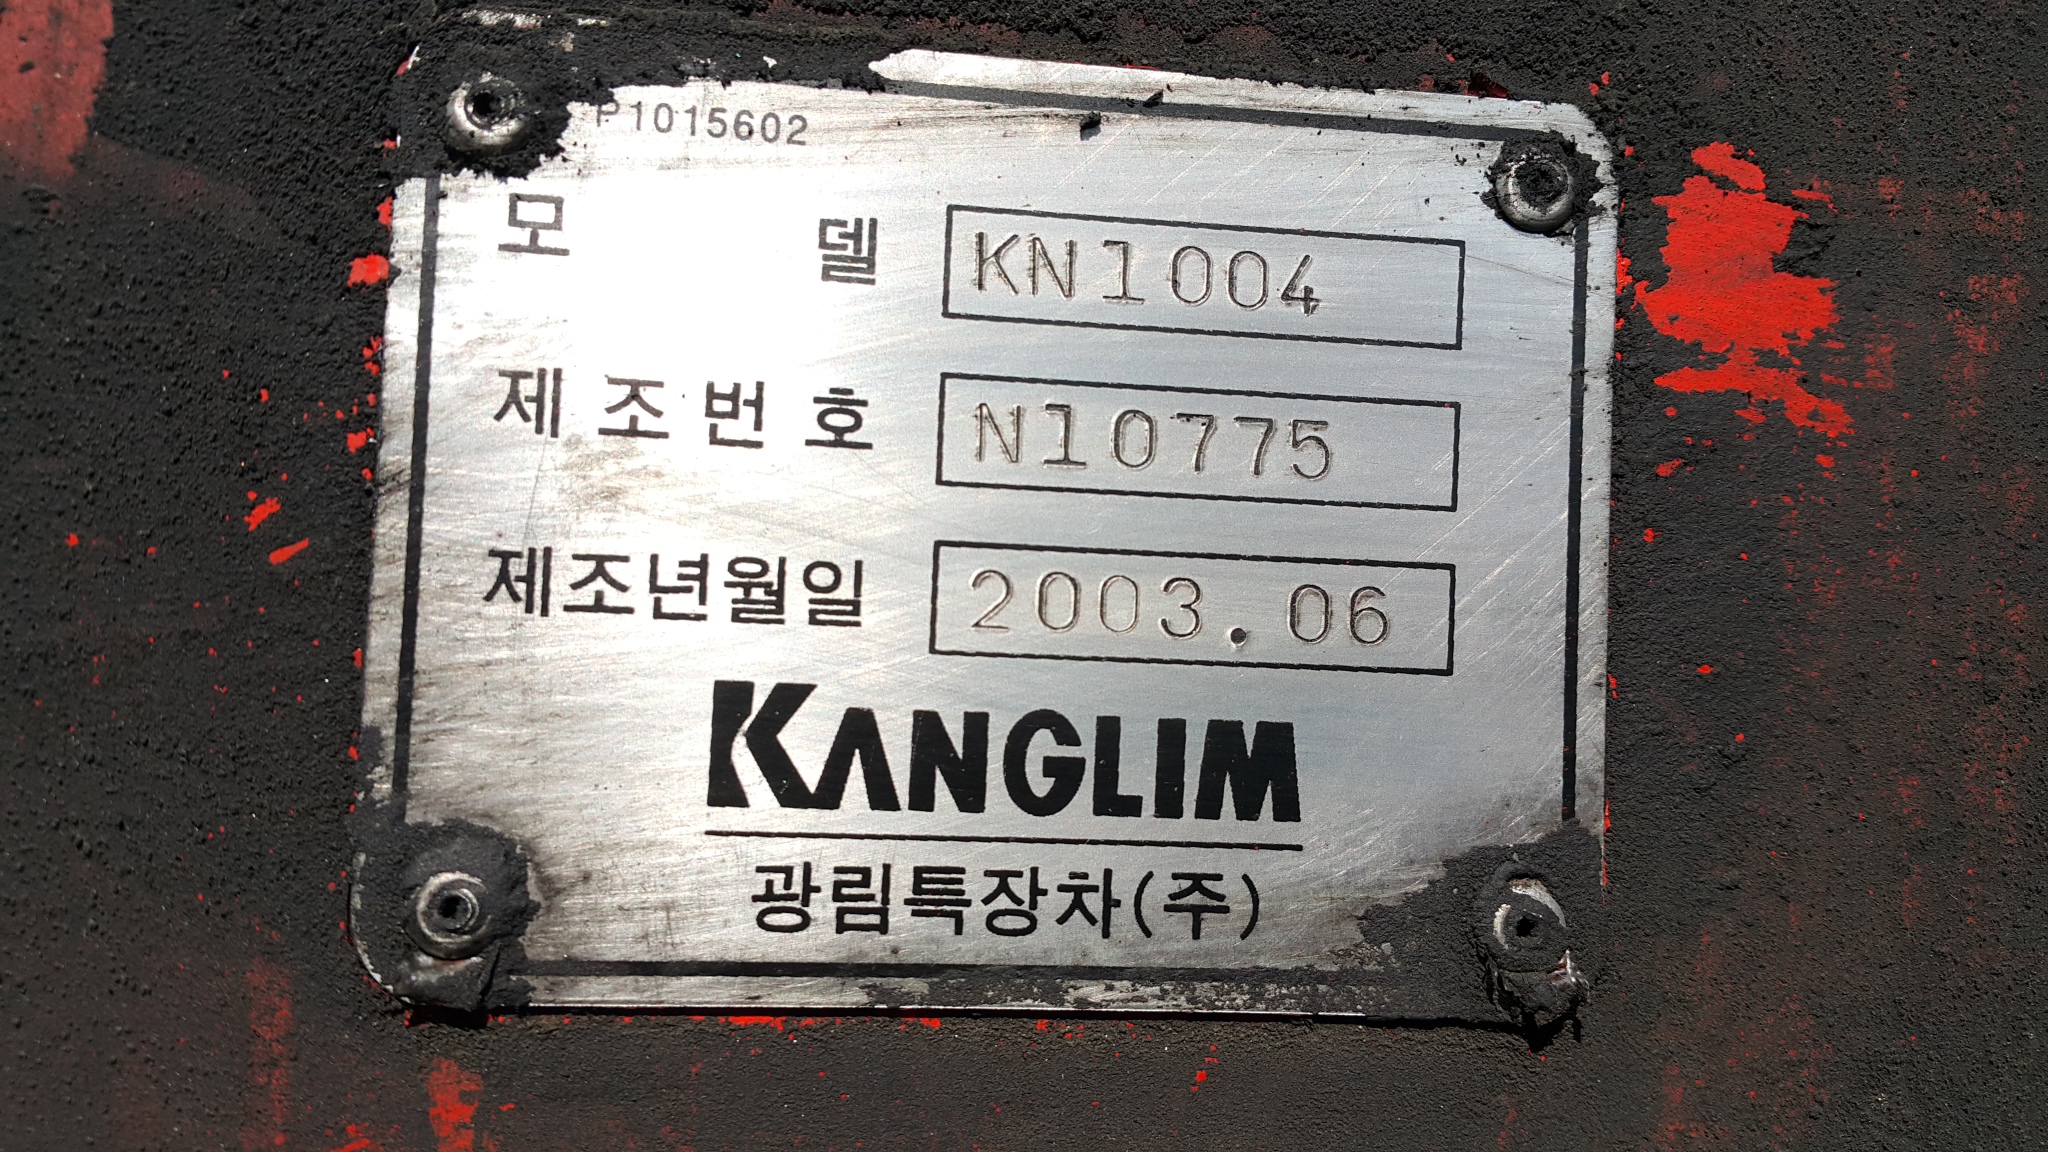 P1015602
모 델 KN1004
제조번호 N10775
제조년월일 2003.06
KANGLIM
광림특장차(주)